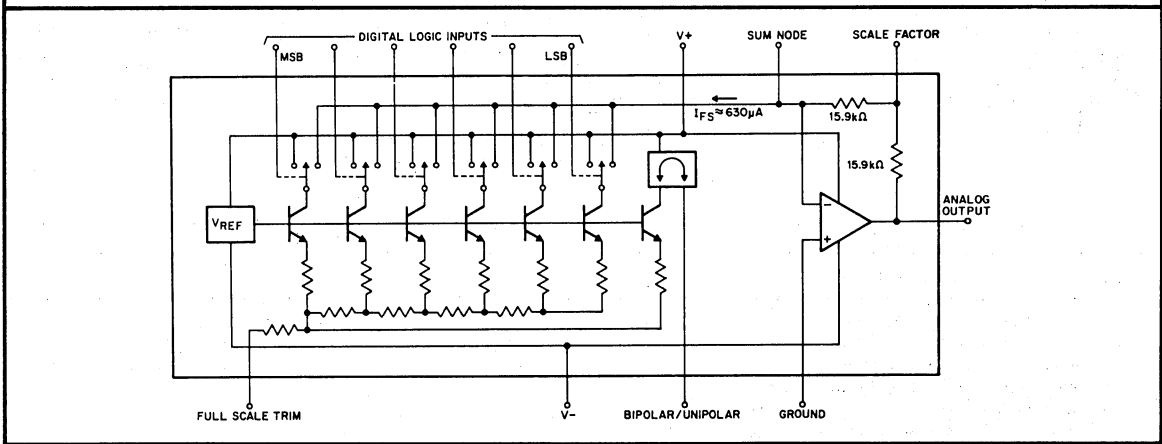 DIGITAL LOGIC INPUTS
V+
SUM NODE
SCALE FACTOR
MSB
LSB
IFS≈630μA
15.9kΩ
15.9kΩ
VREF
−
+
ANALOG
OUTPUT
FULL SCALE TRIM
V-
BIPOLAR/UNIPOLAR
GROUND